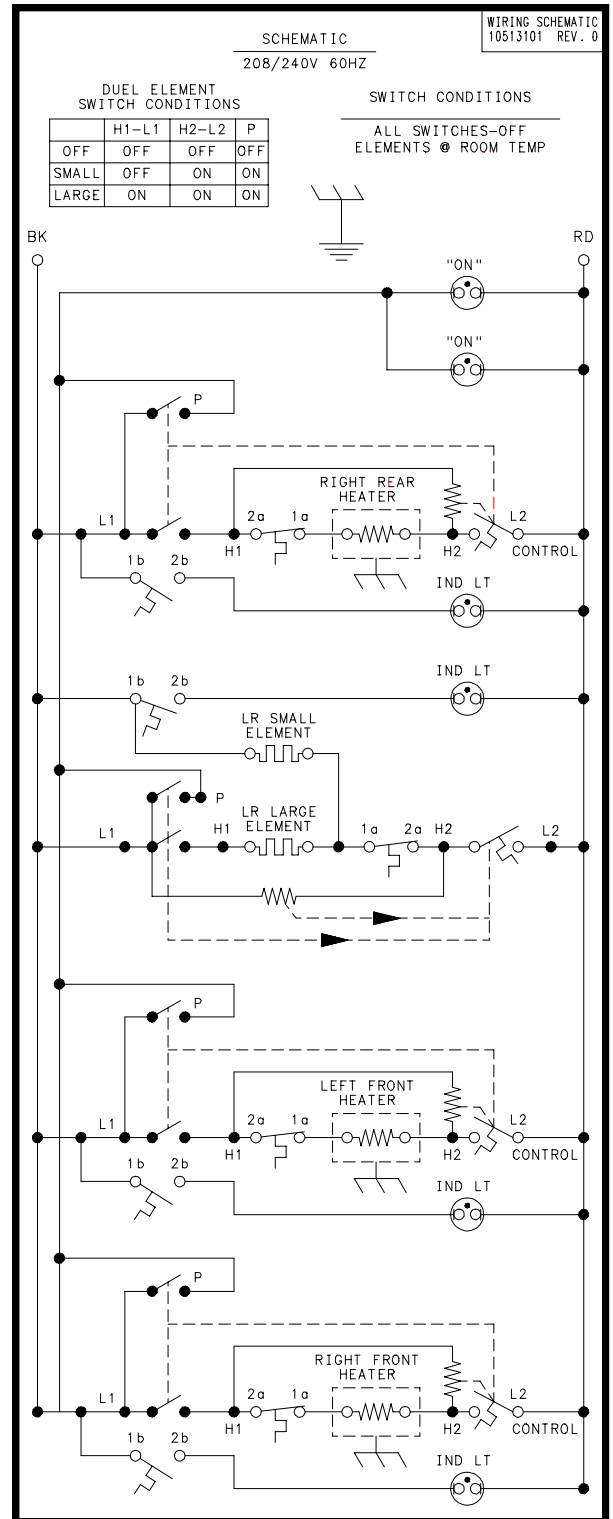 WIRING SCHEMATIC
10513101 REV. 0
SCHEMATIC
208/240V 60HZ
DUEL ELEMENT
SWITCH CONDITIONS
H1-L1 H2-L2 P
OFF OFF OFF OFF
SMALL OFF ON ON
LARGE ON ON ON
SWITCH CONDITIONS
ALL SWITCHES-OFF
ELEMENTS @ ROOM TEMP
BK
RD
"ON"
"ON"
P
RIGHT REAR
HEATER
L1
2a 1a
L2
H1
H2
CONTROL
1b 2b
IND LT
IND LT
1b 2b
LR SMALL
ELEMENT
P
LR LARGE
ELEMENT
L1
H1
1a 2a H2
L2
P
LEFT FRONT
HEATER
L1
2a 1a
L2
H1
H2
CONTROL
1b 2b
IND LT
P
RIGHT FRONT
HEATER
L1
2a 1a
L2
H1
H2
CONTROL
1b 2b
IND LT